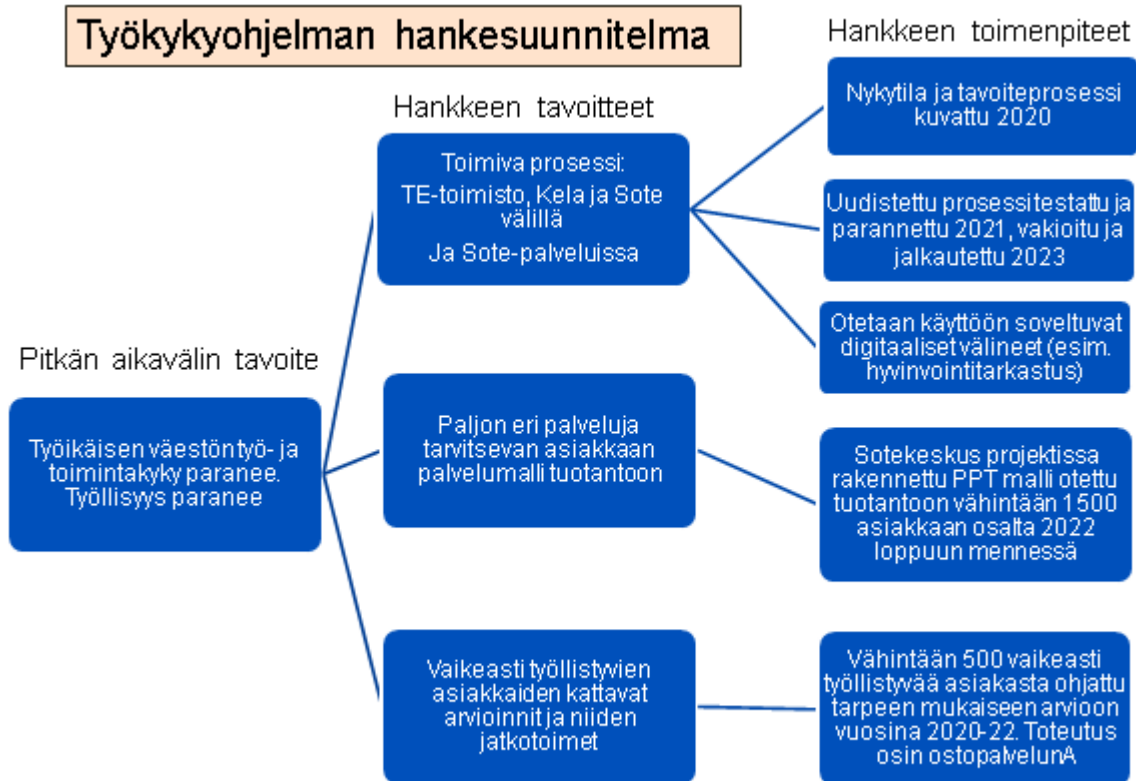 Työkykyohjelman hankesuunnitelma
Hankkeen toimenpiteet
Nykytila ja tavoiteprosessi
kuvattu 2020
Hankkeen tavoitteet
Toimiva prosessi:
TE-toimisto, Kela ja Sote
välillä
Ja Sote-palveluissa
Uudistettu prosessi testattu ja
parannettu 2021, vakioitu ja
jalkautettu 2023
Otetaan käyttöön soveltuvat
digitaaliset välineet (esim.
hyvinvointitarkastus)
Pitkän aikavälin tavoite
Työikäisen väestön työ- ja
toimintakyky paranee.
Työllisyys paranee
Paljon eri palveluja
tarvitsevan asiakkaan
palvelumalli tuotantoon
Sotekeskus projektissa
rakennettu PPT malli otettu
tuotantoon vähintään 1500
asiakkaan osalta 2022
loppuun mennessä
Vaikeasti työllistyvien
asiakkaiden kattavat
arvioinnit ja niiden
jatkotoimet
Vähintään 500 vaikeasti
työllistyvää asiakasta ohjattu
tarpeen mukaiseen arvioon
vuosina 2020-22. Toteutus
osin ostopalvelunA